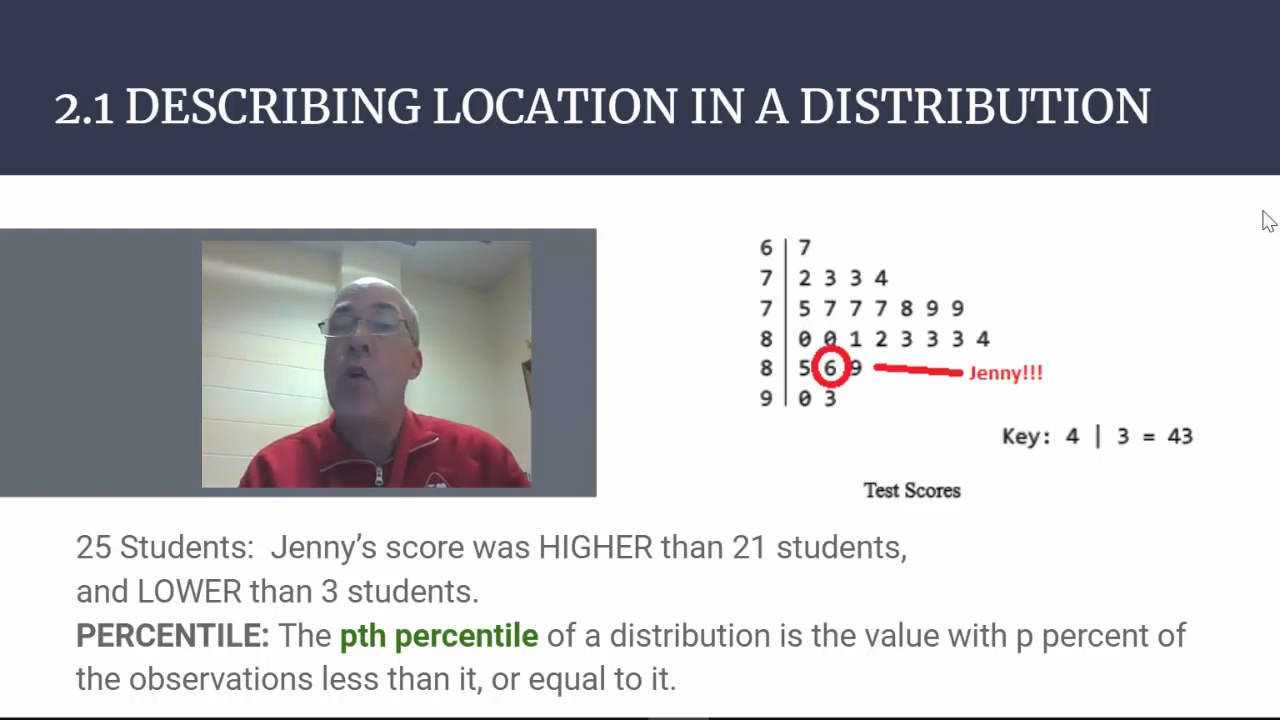 2.1 DESCRIBING LOCATION IN A DISTRIBUTION
6 | 7
7 | 2 3 3 4
7 | 5 7 7 7 8 9 9
8 | 0 0 1 2 3 3 3 4
8 | 5 6 9
Jenny!!!
9 | 0 3
Key: 4 | 3 = 43
Test Scores
25 Students: Jenny’s score was HIGHER than 21 students,
and LOWER than 3 students.
PERCENTILE: The pth percentile of a distribution is the value with p percent of
the observations less than it, or equal to it.